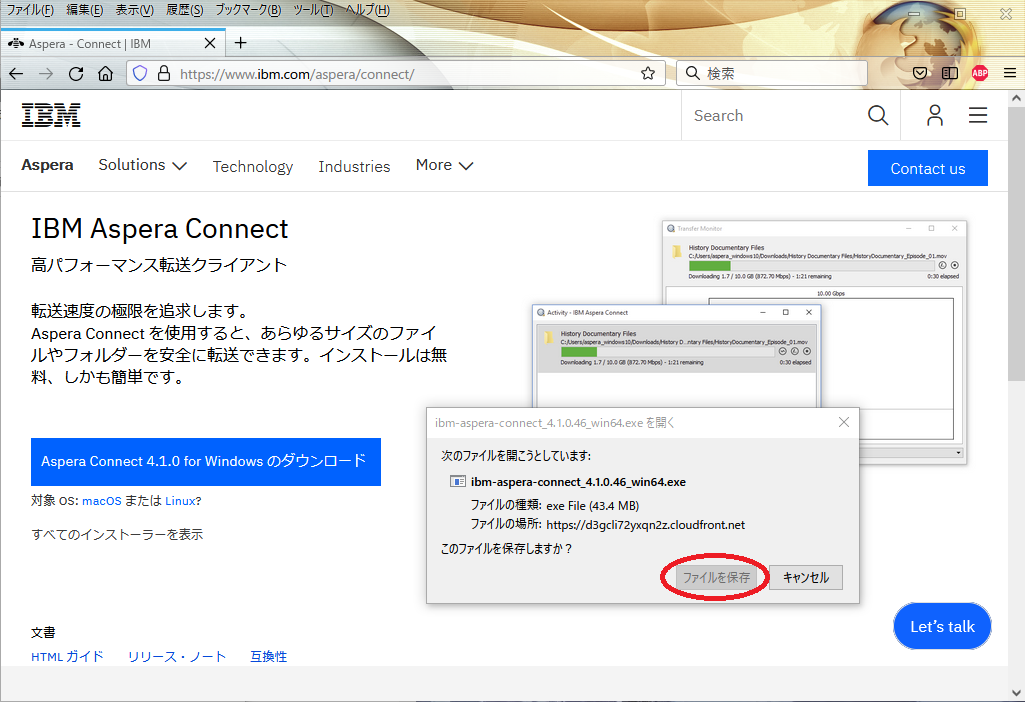 ファイル(F) 編集(E) 表示(V) 履歴(S) ブックマーク(B) ツール(T) ヘルプ(H)
Aspera - Connect | IBM
https://www.ibm.com/aspera/connect/
検索
ABP
IBM
Search
Aspera Solutions Technology Industries More
Contact us
IBM Aspera Connect
高パフォーマンス転送クライアント
転送速度の極限を追求します。
Aspera Connect を使用すると、あらゆるサイズのファイ
ルやフォルダーを安全に転送できます。インストールは無
料、しかも簡単です。
Aspera Connect 4.1.0 for Windows のダウンロード
対象 OS: macOS または Linux?
すべてのインストーラーを表示
文書
HTML ガイド リリース・ノート 互換性
Transfer Monitor
History Documentary Files
C:/Users/aspera_windows10/Downloads/History Documentary Files/HistoryDocumentary_Episode_01.mov
Downloading 1.7 / 10.0 GB (872.70 Mbps) - 1:21 remaining
0:30 elapsed
10.00 Gbps
Activity - IBM Aspera Connect
History Documentary Files
C:/Users/aspera_windows10/Downloads/History D...ntary Files/HistoryDocumentary_Episode_01.mov
Downloading 1.7 / 10.0 GB (872.70 Mbps) - 1:21 remaining
0:30 elapsed
ibm-aspera-connect_4.1.0.46_win64.exe を開く
次のファイルを開こうとしています:
ibm-aspera-connect_4.1.0.46_win64.exe
ファイルの種類: exe File (43.4 MB)
ファイルの場所: https://d3gcli72yxqn2z.cloudfront.net
このファイルを保存しますか？
ファイルを保存 キャンセル
Let's talk